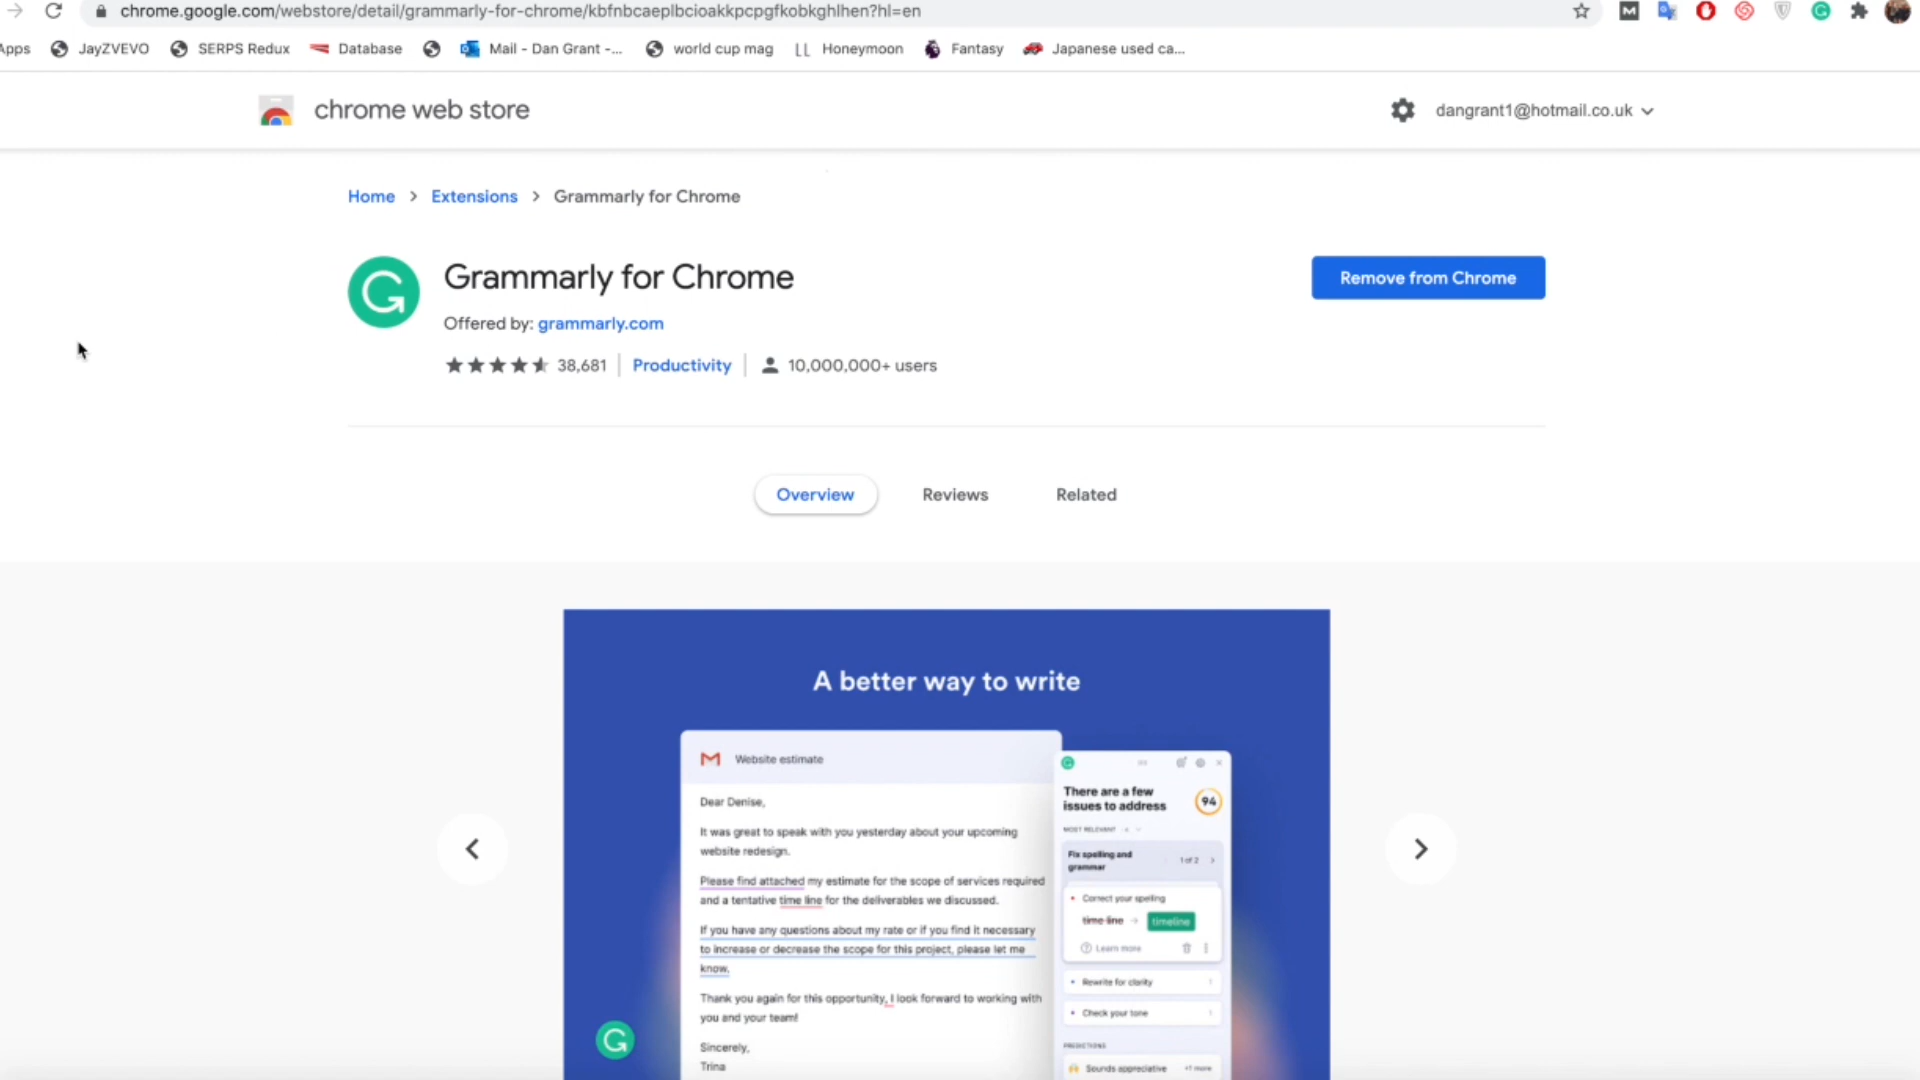 chrome.google.com/webstore/detail/grammarly-for-chrome/kbfnbcaeplbcioakkpcpgfkobkghlhen?hl=en
Apps JayZVEVO SERPS Redux Database Mail - Dan Grant -... world cup mag LL Honeymoon Fantasy Japanese used ca...
chrome web store
dangrant1@hotmail.co.uk
Home > Extensions > Grammarly for Chrome
Grammarly for Chrome
Remove from Chrome
Offered by: grammarly.com
38,681 | Productivity | 10,000,000+ users
Overview Reviews Related
A better way to write
Website estimate
Dear Denise,
It was great to speak with you yesterday about your upcoming
website redesign.
Please find attached my estimate for the scope of services required
and a tentative time line for the deliverables we discussed.
If you have any questions about my rate or if you find it necessary
to increase or decrease the scope for this project, please let me
know.
Thank you again for this opportunity, I look forward to working with
you and your team!
Sincerely,
Trina
There are a few
issues to address
94
MOST RELEVANT
Fix spelling and
grammar
1 of 2
Correct your spelling
time line → timeline
Learn more
Rewrite for clarity 1
Check your tone 1
PREDICTIONS
Sounds appreciative +1 more